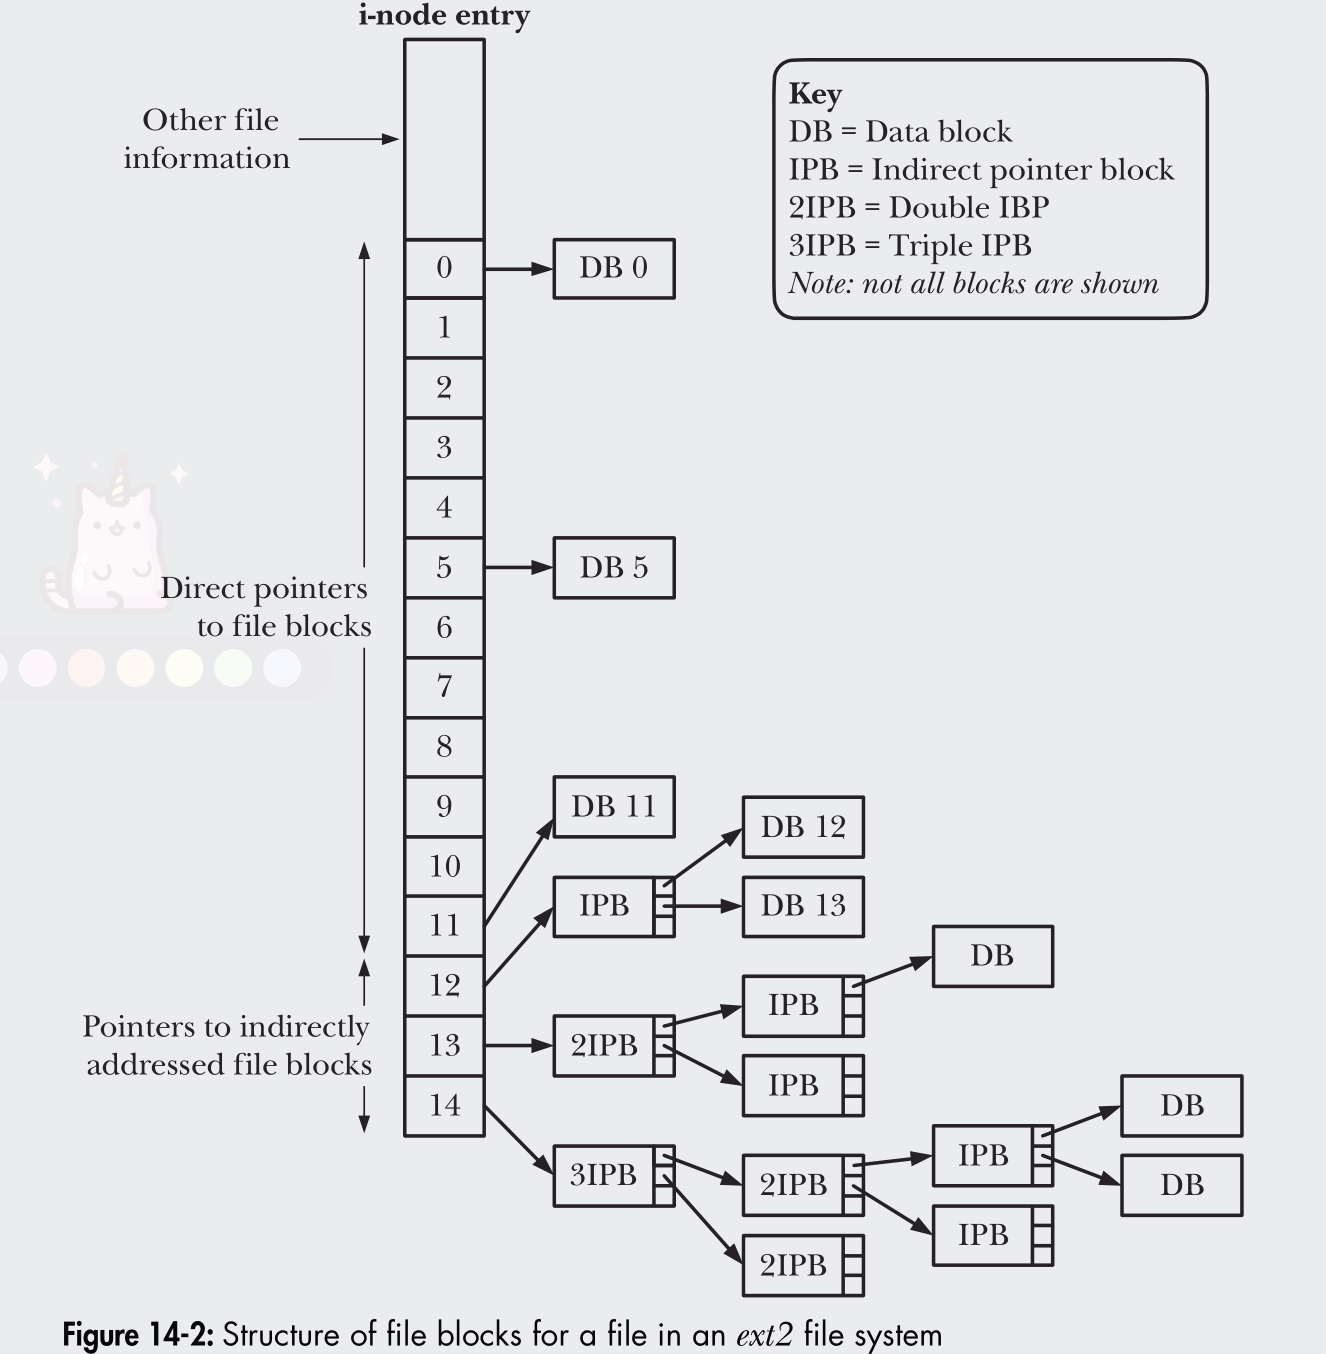 i-node entry
Other file
information
Key
DB = Data block
IPB = Indirect pointer block
2IPB = Double IBP
3IPB = Triple IPB
Note: not all blocks are shown
0
DB 0
1
2
3
4
5
DB 5
Direct pointers
to file blocks
6
7
8
9
DB 11
DB 12
10
11
IPB
DB 13
12
DB
Pointers to indirectly
addressed file blocks
13
2IPB
IPB
IPB
14
3IPB
2IPB
IPB
DB
DB
2IPB
IPB
Figure 14-2: Structure of file blocks for a file in an ext2 file system